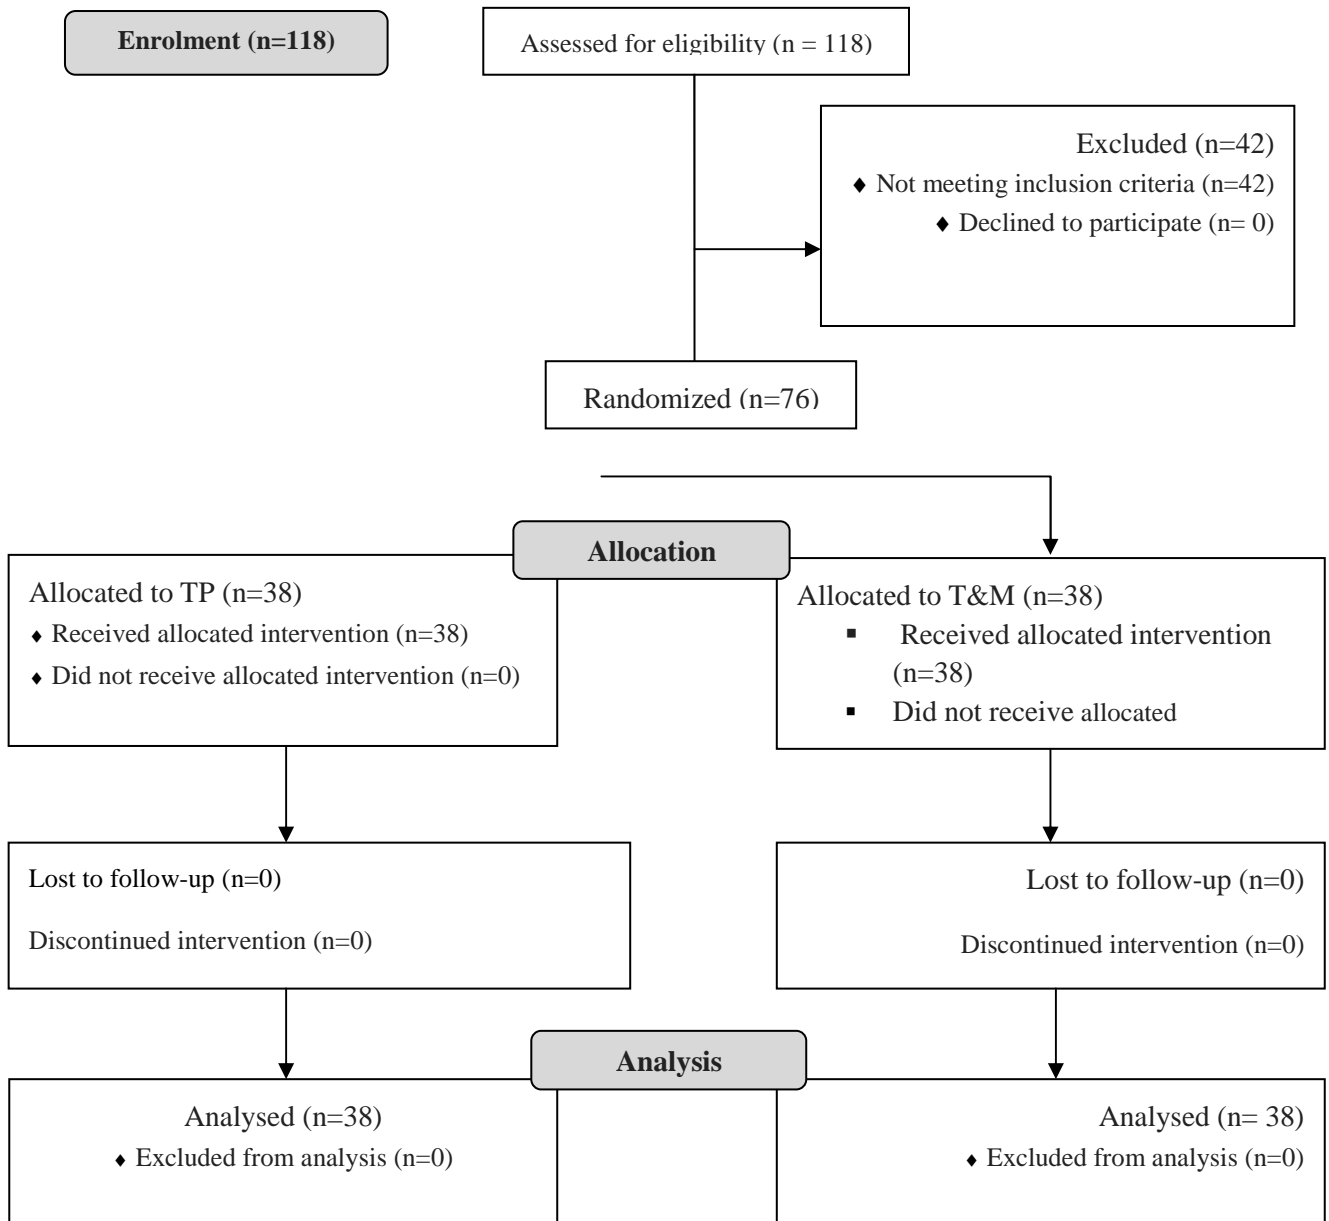 Enrolment (n=118)
Assessed for eligibility (n = 118)
Excluded (n=42)
♦ Not meeting inclusion criteria (n=42)
♦ Declined to participate (n= 0)
Randomized (n=76)
Allocation
Allocated to TP (n=38)
♦ Received allocated intervention (n=38)
♦ Did not receive allocated intervention (n=0)
Allocated to T&M (n=38)
▪ Received allocated intervention
(n=38)
▪ Did not receive allocated
Lost to follow-up (n=0)
Discontinued intervention (n=0)
Lost to follow-up (n=0)
Discontinued intervention (n=0)
Analysis
Analysed (n=38)
♦ Excluded from analysis (n=0)
Analysed (n= 38)
♦ Excluded from analysis (n=0)